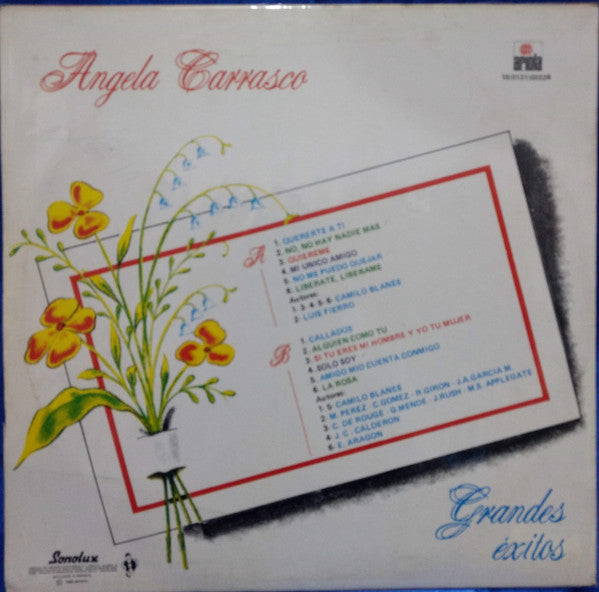 Angela Carrasco
ariola
A
1. QUERERTE A TI
2. NO, NO HAY NADIE MAS
3. QUIEREME
4. MI UNICO AMIGO
5. NO ME PUEDO QUEJAR
6. LIBERATE, LIBERAME
Autores:
1- 3- 4- 5- 6- CAMILO BLANES
2- LUIS FIERRO
B
1. CALLADOS
2. ALGUIEN COMO TU
3. SI TU ERES MI HOMBRE Y YO TU MUJER
4. SOLO SOY
5. AMIGO MIO CUENTA CONMIGO
6. LA ROSA
Autores:
1- 5- CAMILO BLANES
2- M. PEREZ - C. GOMEZ - R. GIRON - J.A. GARCIA M.
3- C. DE ROUGE - G. MENDE - J. RUSH - M.S. APPLEGATE
4- J. C. CALDERON
6- E. ARAGON
Grandes
éxitos
Sonolux